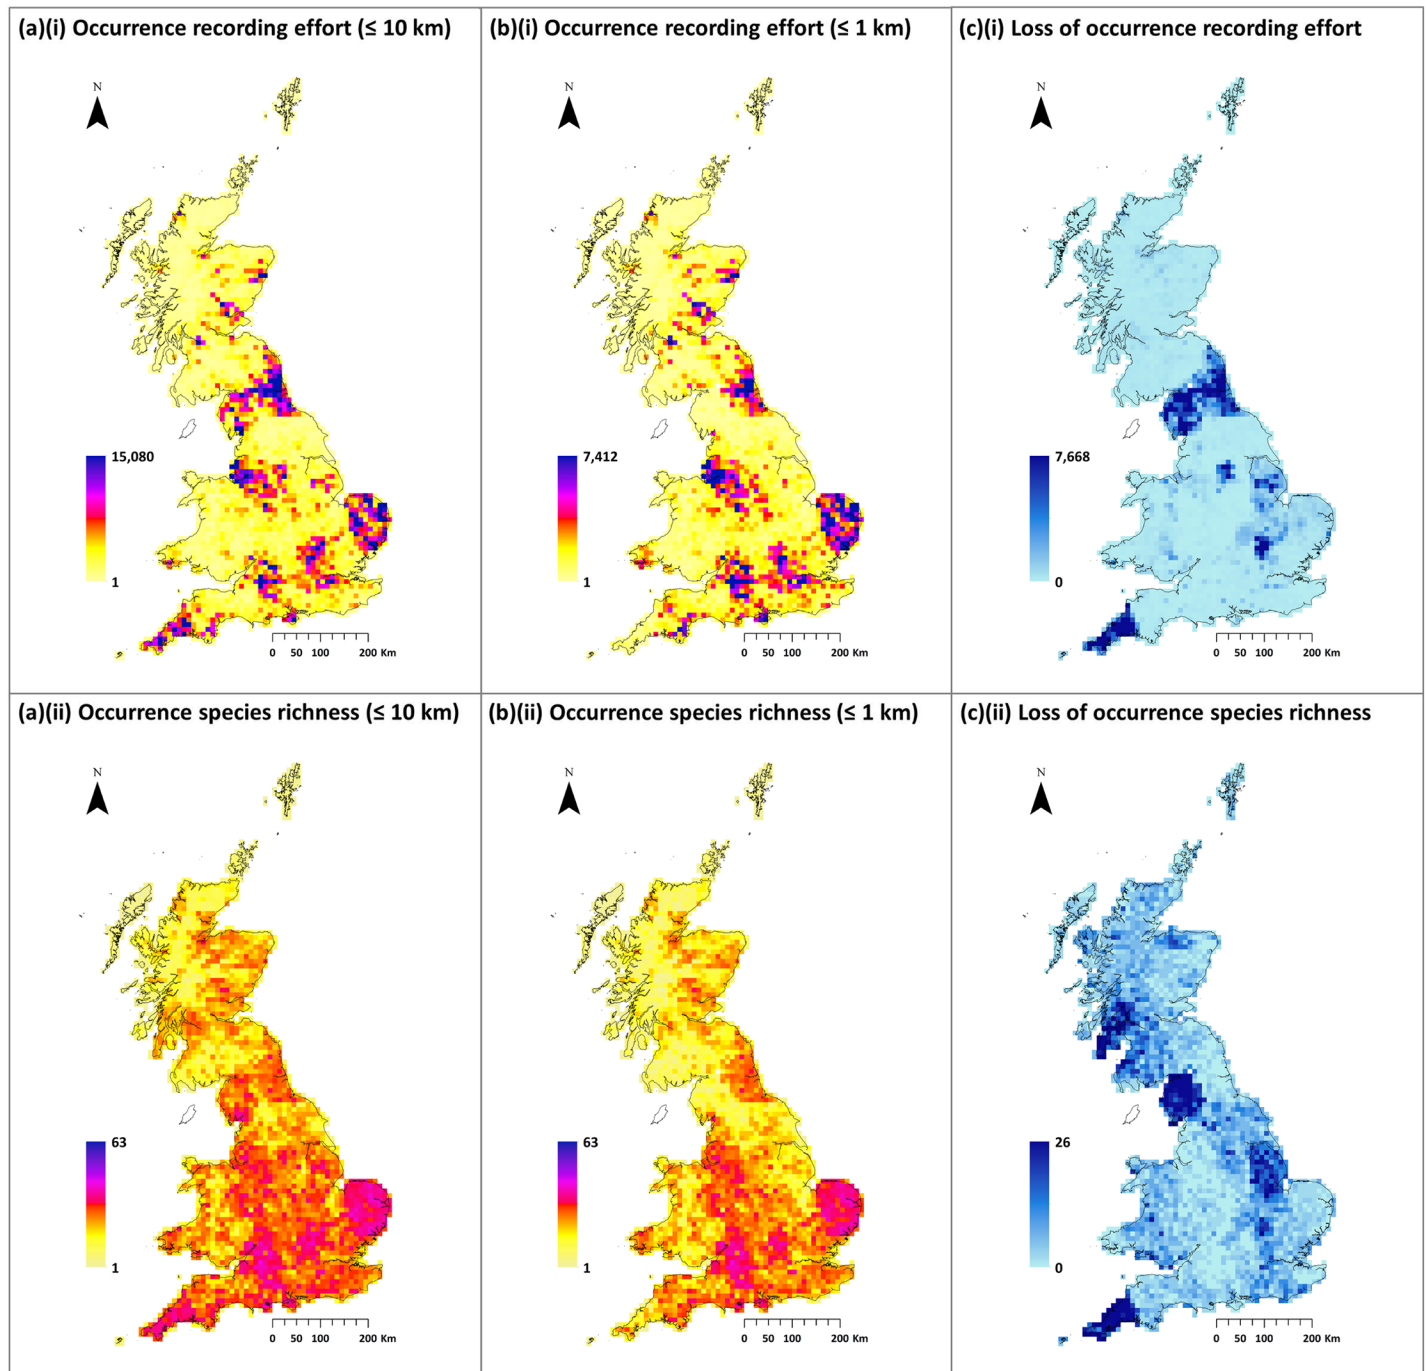 (a)(i) Occurrence recording effort (≤ 10 km)
N
15,080
1
0 50 100 200 Km
(b)(i) Occurrence recording effort (≤ 1 km)
N
7,412
1
0 50 100 200 Km
(c)(i) Loss of occurrence recording effort
N
7,668
0
0 50 100 200 Km
(a)(ii) Occurrence species richness (≤ 10 km)
N
63
1
0 50 100 200 Km
(b)(ii) Occurrence species richness (≤ 1 km)
N
63
1
0 50 100 200 Km
(c)(ii) Loss of occurrence species richness
N
26
0
0 50 100 200 Km